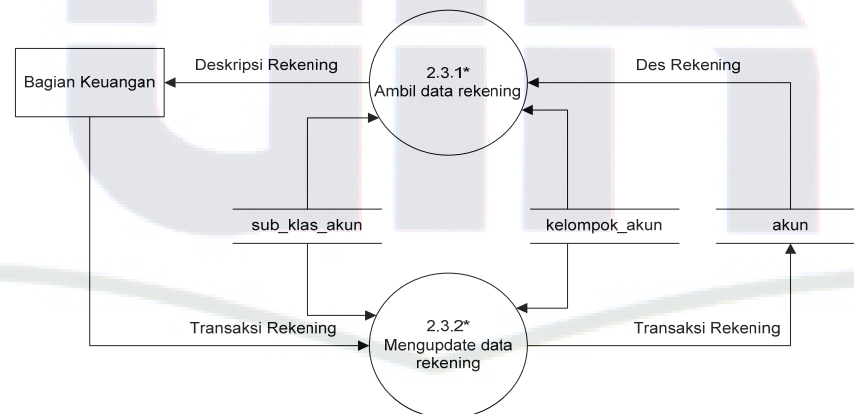 2.3.1*
Ambil data rekening
Deskripsi Rekening
Des Rekening
Bagian Keuangan
sub_klas_akun
kelompok_akun
akun
2.3.2*
Mengupdate data
rekening
Transaksi Rekening
Transaksi Rekening